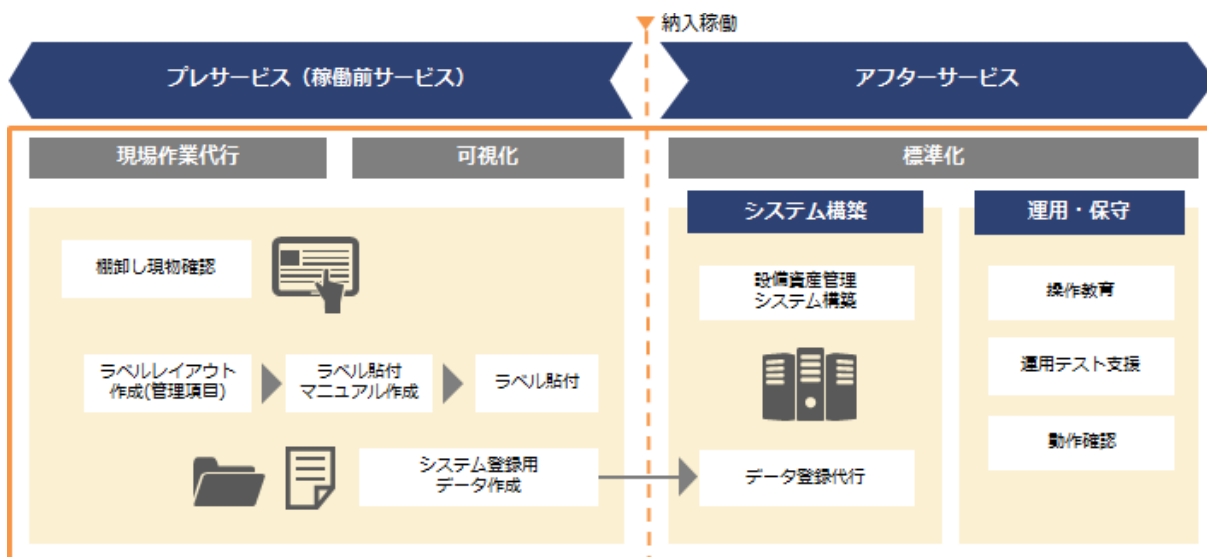 納入稼働
プレサービス（稼働前サービス）
アフターサービス
現場作業代行
可視化
標準化
システム構築
運用・保守
棚卸し現物確認
設備資産管理
システム構築
操作教育
ラベルレイアウト
作成(管理項目)
ラベル貼付
マニュアル作成
ラベル貼付
運用テスト支援
動作確認
システム登録用
データ作成
データ登録代行